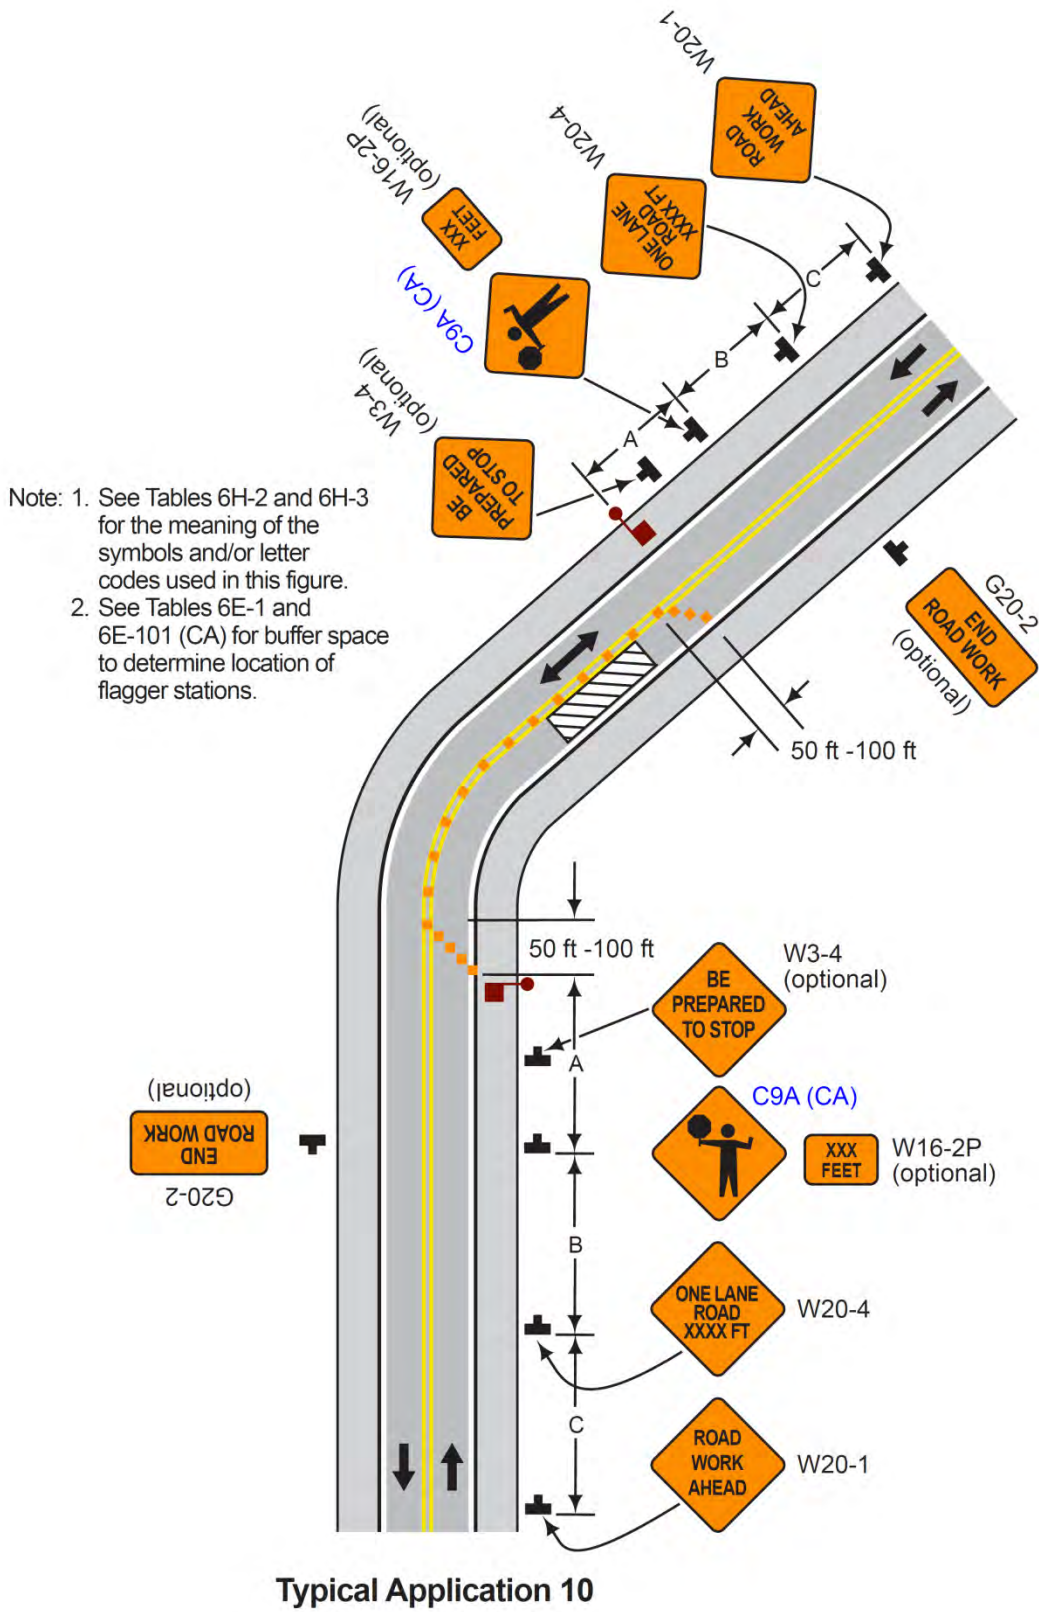 W20-1
ROAD
WORK
AHEAD
W20-4
ONE LANE
ROAD
XXXX FT
W16-2P
(optional)
XXX
FEET
C9A (CA)
W3-4
(optional)
BE
PREPARED
TO STOP
C
B
A
Note: 1. See Tables 6H-2 and 6H-3
for the meaning of the
symbols and/or letter
codes used in this figure.
2. See Tables 6E-1 and
6E-101 (CA) for buffer space
to determine location of
flagger stations.
G20-2
END
ROAD WORK
(optional)
50 ft -100 ft
50 ft -100 ft
BE
PREPARED
TO STOP
W3-4
(optional)
A
C9A (CA)
XXX
FEET
W16-2P
(optional)
G20-2
END
ROAD WORK
(optional)
B
ONE LANE
ROAD
XXXX FT
W20-4
C
ROAD
WORK
AHEAD
W20-1
Typical Application 10